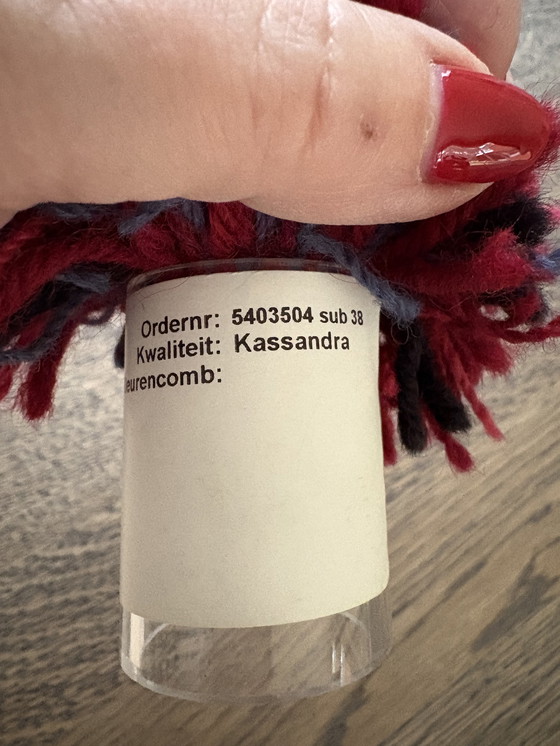 Ordernr: 5403504 sub 38
Kwaliteit: Kassandra
eurencomb: